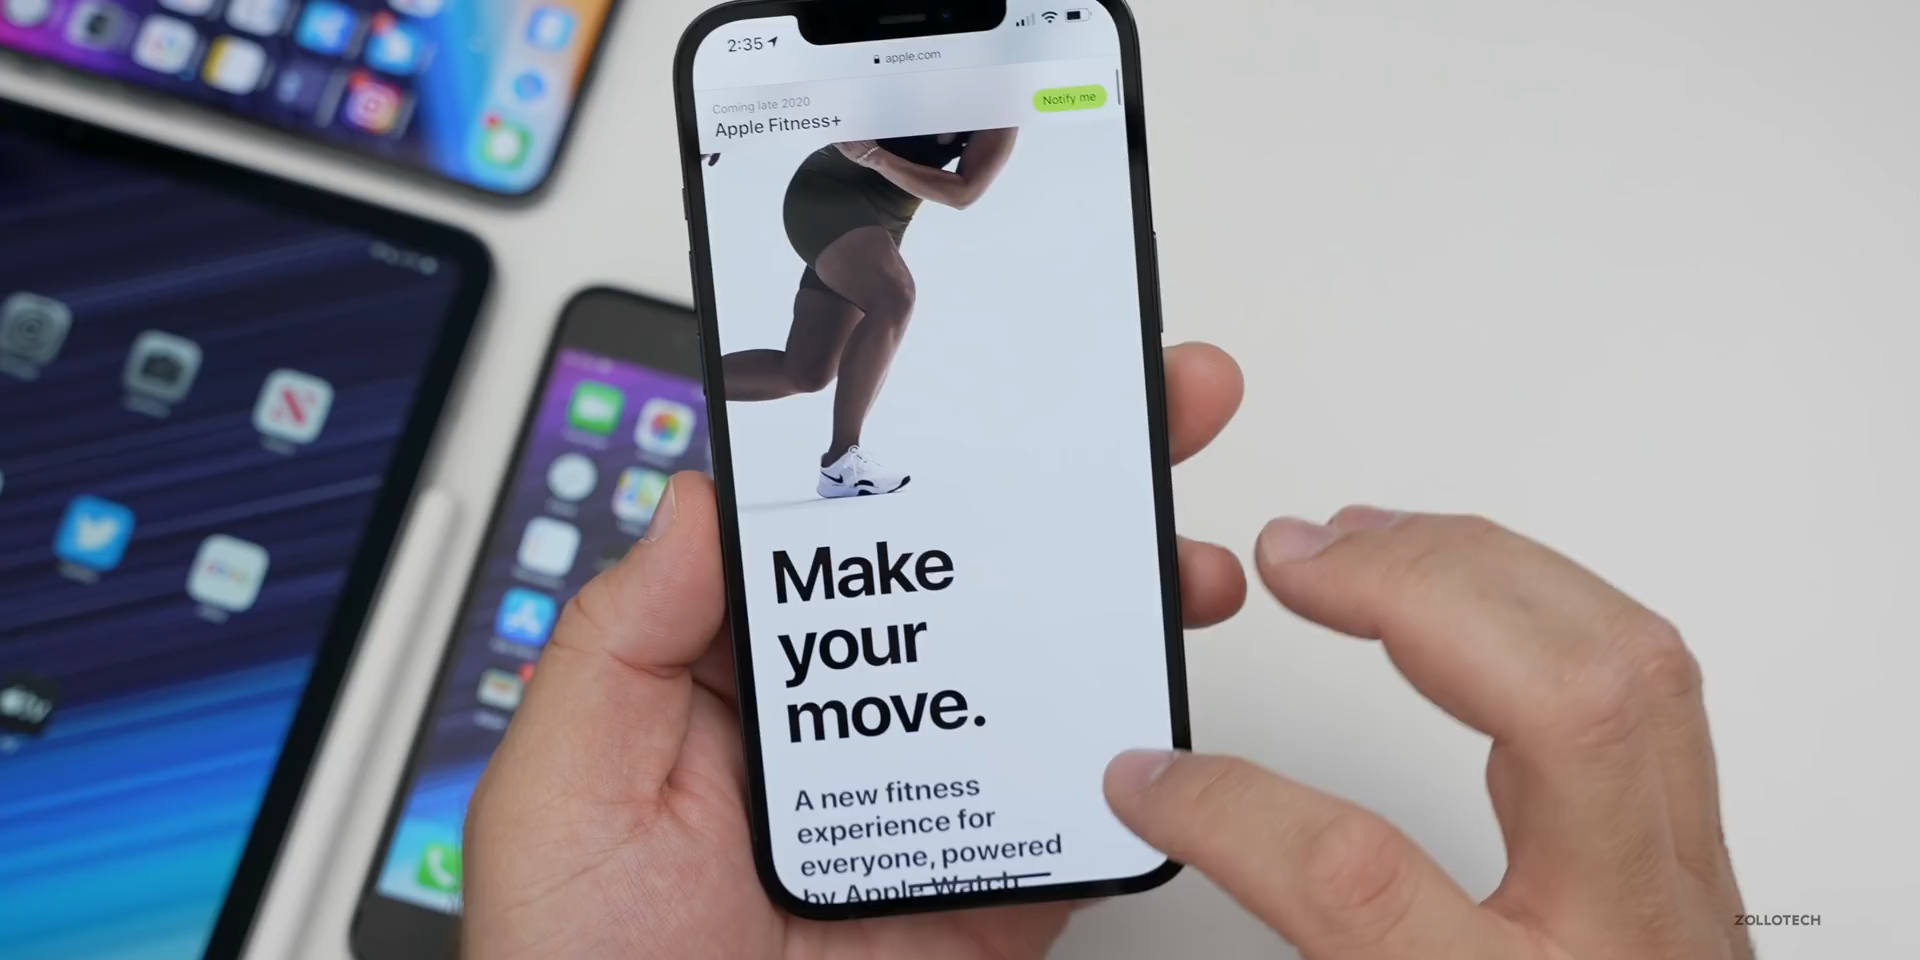 2:35
apple.com
Coming late 2020
Apple Fitness+
Notify me
Make
your
move.
A new fitness
experience for
everyone, powered
by Apple Watch
ZOLLOTECH